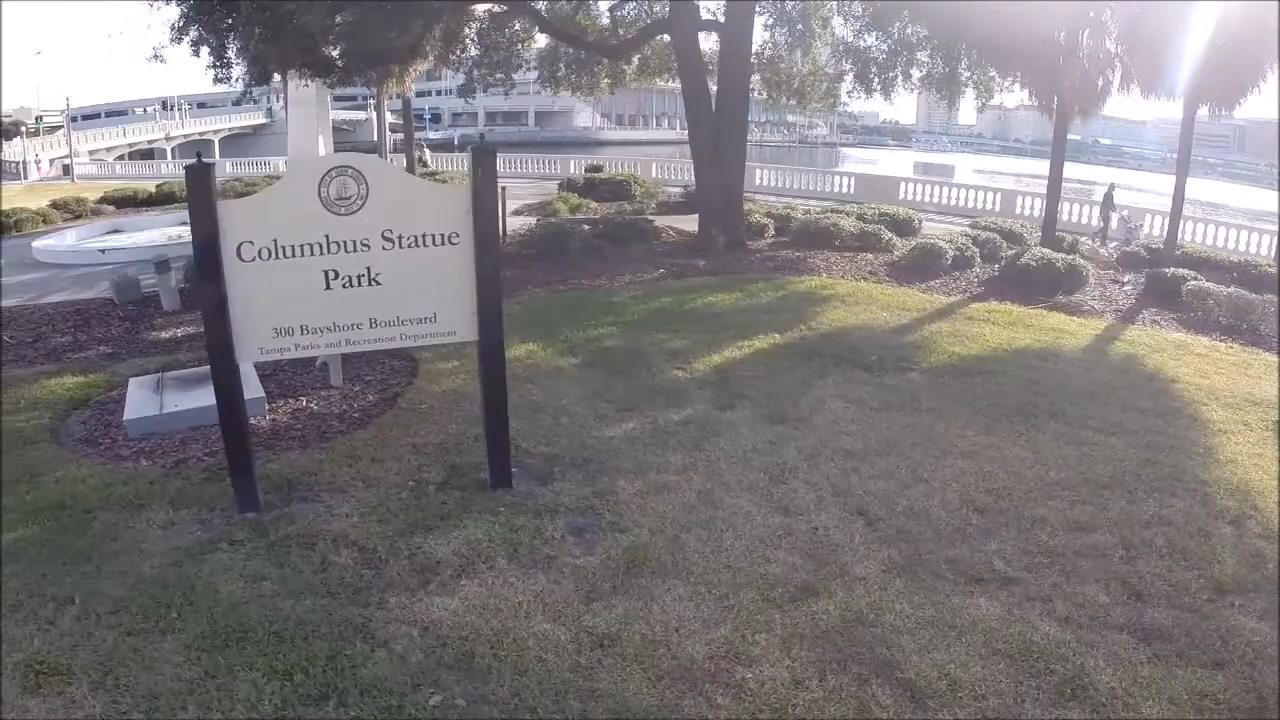 Columbus Statue
Park
300 Bayshore Boulevard
Tampa Parks and Recreation Department